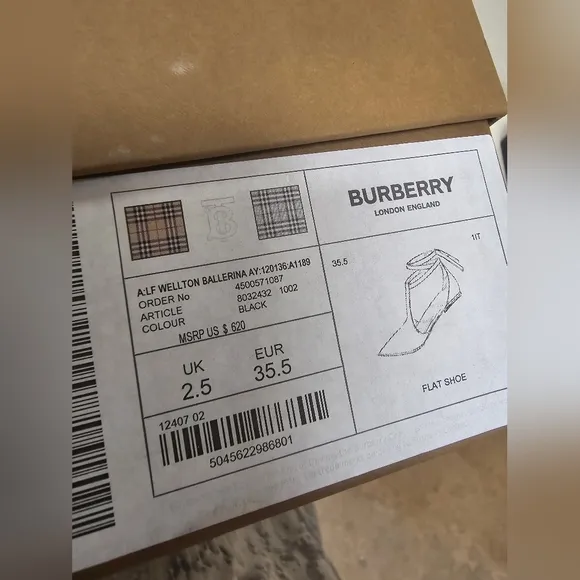 BURBERRY
LONDON ENGLAND
A:LF WELLTON BALLERINA AY:120136:A1189
ORDER No 4500571087
ARTICLE 8032432 1002
COLOUR BLACK
MSRP US $ 620
UK EUR
2.5 35.5
12407 02
5045622986801
35.5 1IT
FLAT SHOE